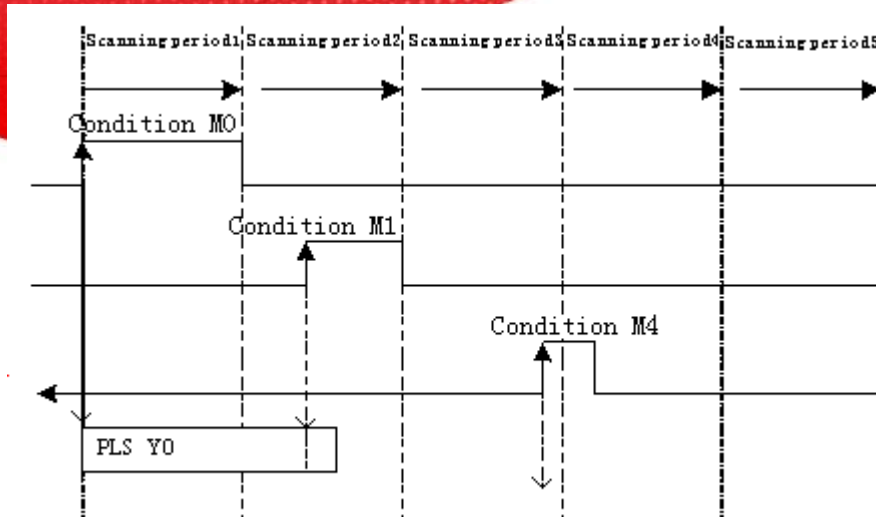 Scanning period1 Scanning period2 Scanning period3 Scanning period4 Scanning period5
Condition M0
Condition M1
Condition M4
PLS Y0